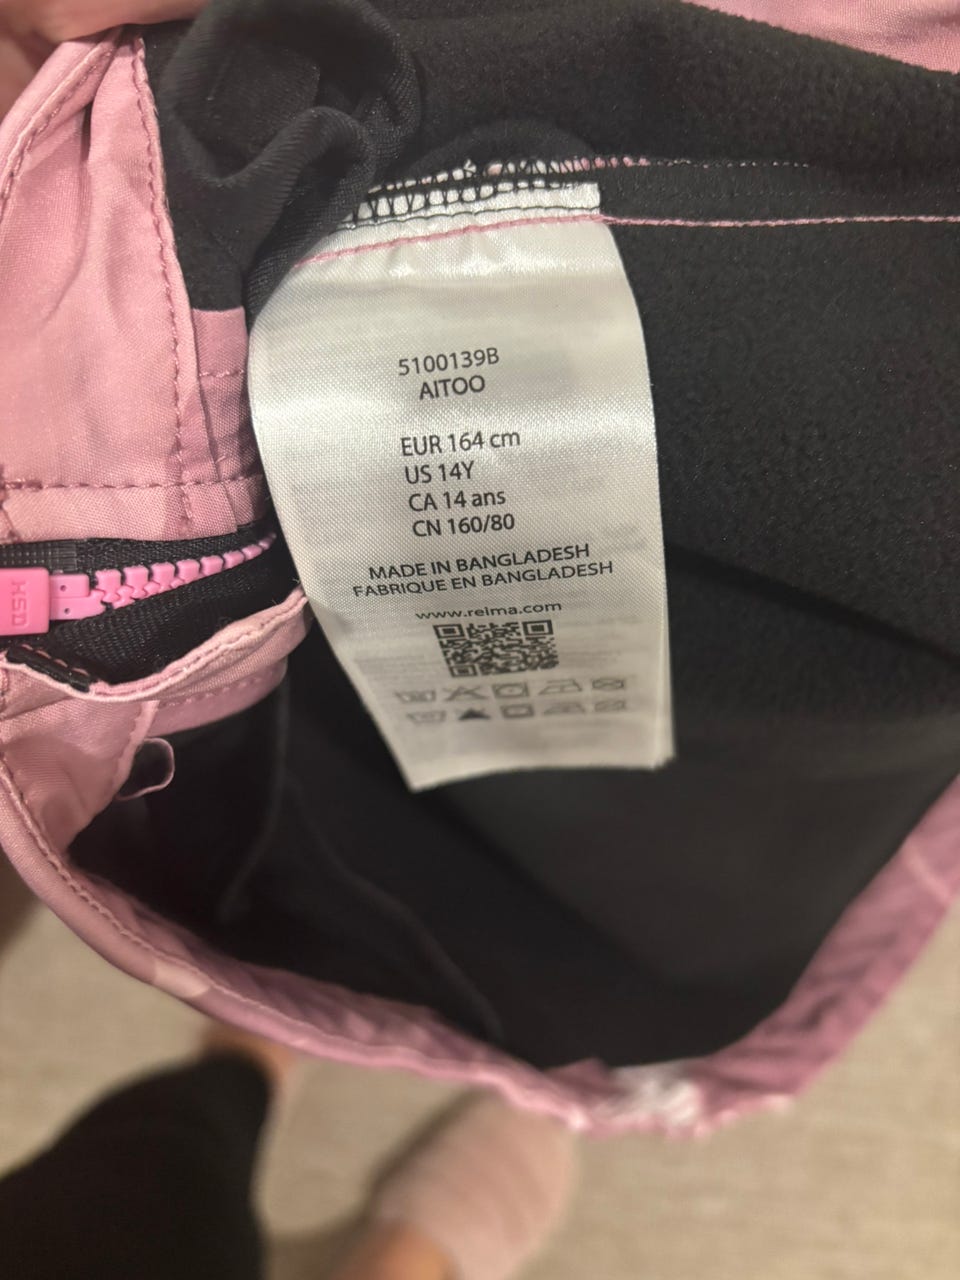 5100139B
AITOO
EUR 164 cm
US 14Y
CA 14 ans
CN 160/80
MADE IN BANGLADESH
FABRIQUE EN BANGLADESH
www.reima.com